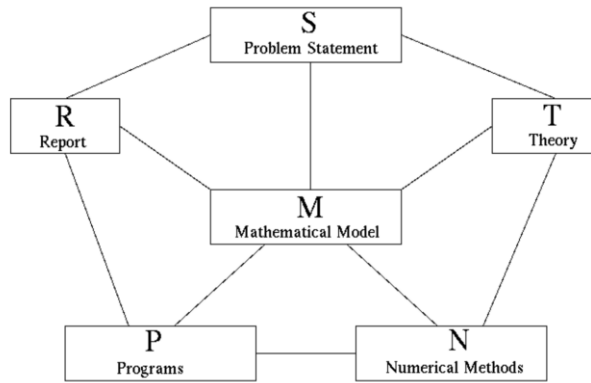 S
Problem Statement
R
Report
T
Theory
M
Mathematical Model
P
Programs
N
Numerical Methods